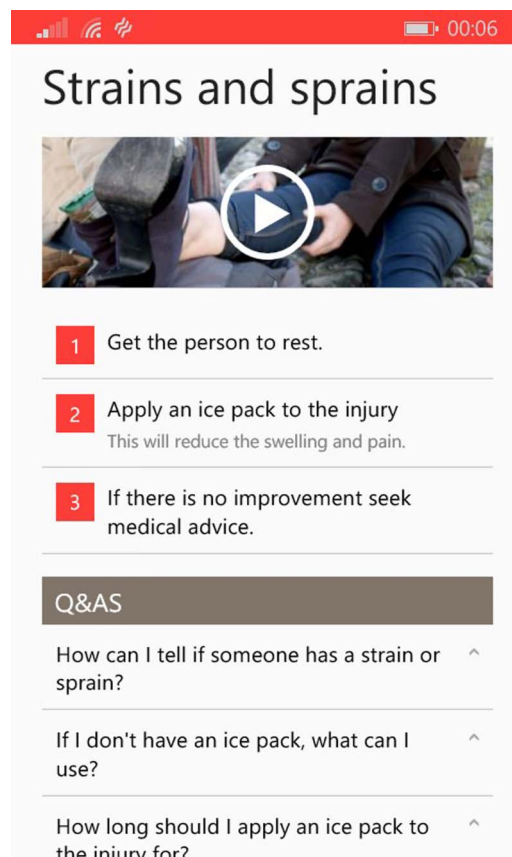 00:06
Strains and sprains
1 Get the person to rest.
2 Apply an ice pack to the injury
This will reduce the swelling and pain.
3 If there is no improvement seek
medical advice.
Q&AS
How can I tell if someone has a strain or
sprain?
If I don't have an ice pack, what can I
use?
How long should I apply an ice pack to
the injury for?